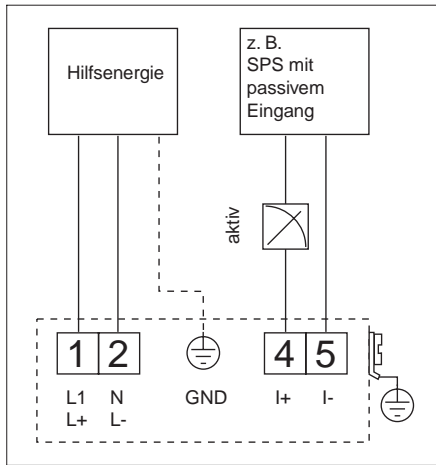 Hilfsenergie
z. B.
SPS mit
passivem
Eingang
aktiv
1 2 4 5
L1 N GND I+ I-
L+ L-